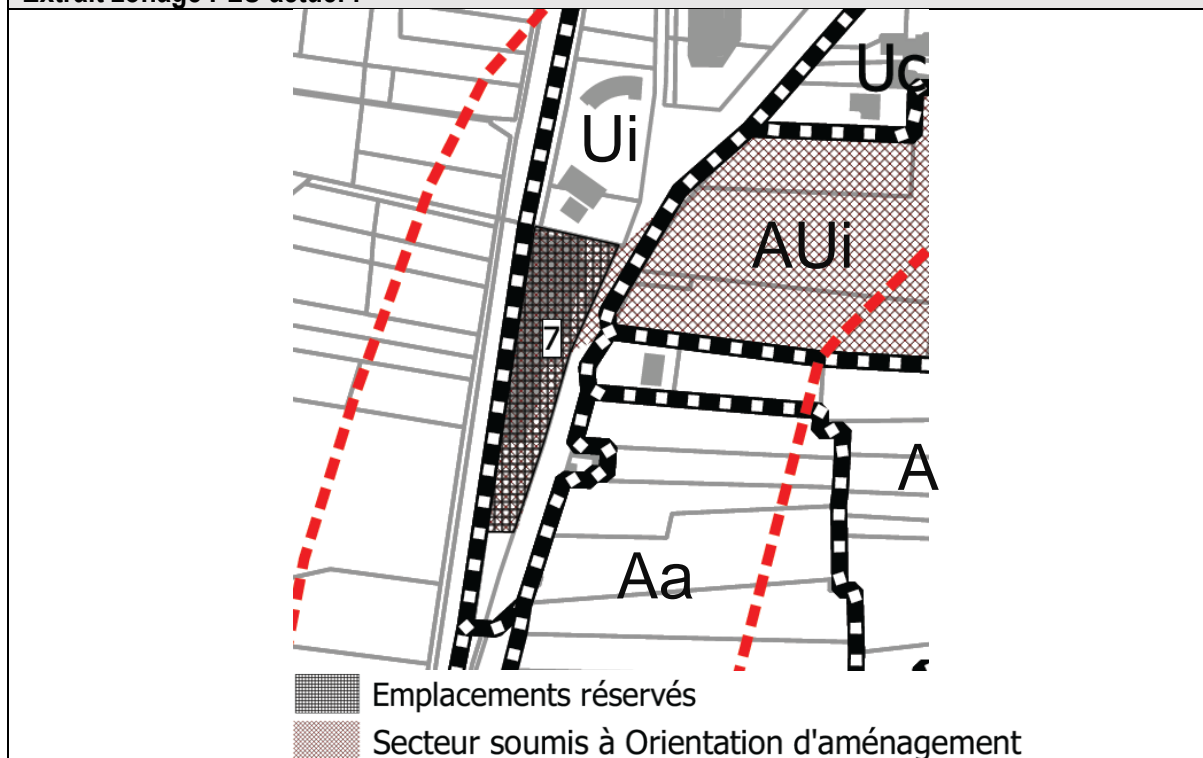 Uc
Ui
AUi
7
A
Aa
Emplacements réservés
Secteur soumis à Orientation d'aménagement